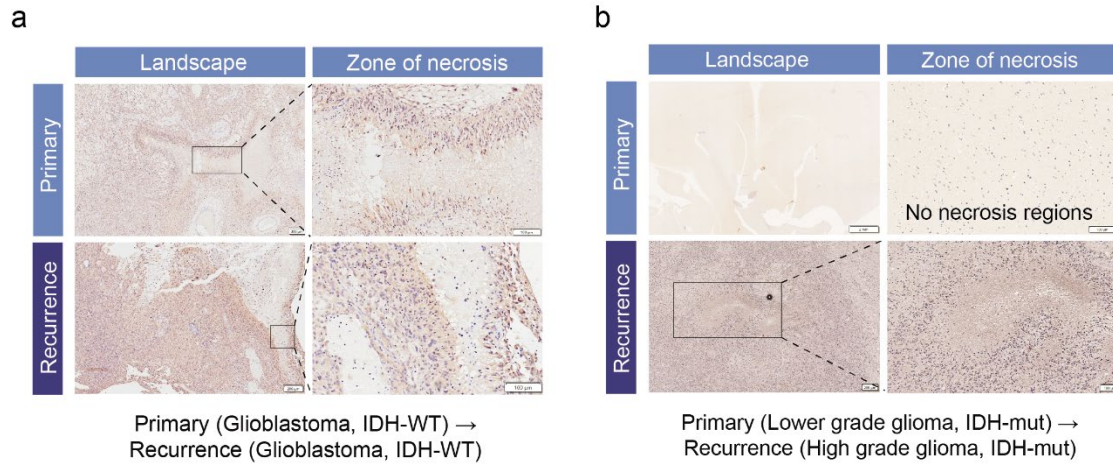 a
Landscape
Zone of necrosis
Primary
Recurrence
100 μm
Primary (Glioblastoma, IDH-WT) →
Recurrence (Glioblastoma, IDH-WT)
b
Landscape
Zone of necrosis
Primary
No necrosis regions
Recurrence
Primary (Lower grade glioma, IDH-mut) →
Recurrence (High grade glioma, IDH-mut)